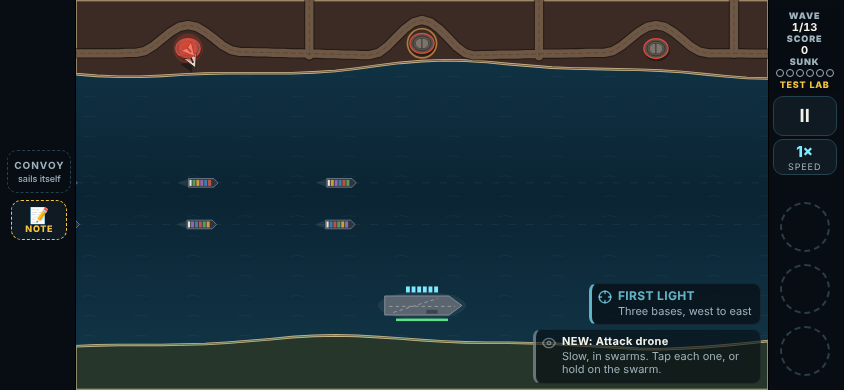 WAVE
1/13
SCORE
0
SUNK
TEST LAB
II
1×
SPEED
CONVOY
sails itself
NOTE
FIRST LIGHT
Three bases, west to east
NEW: Attack drone
Slow, in swarms. Tap each one, or
hold on the swarm.